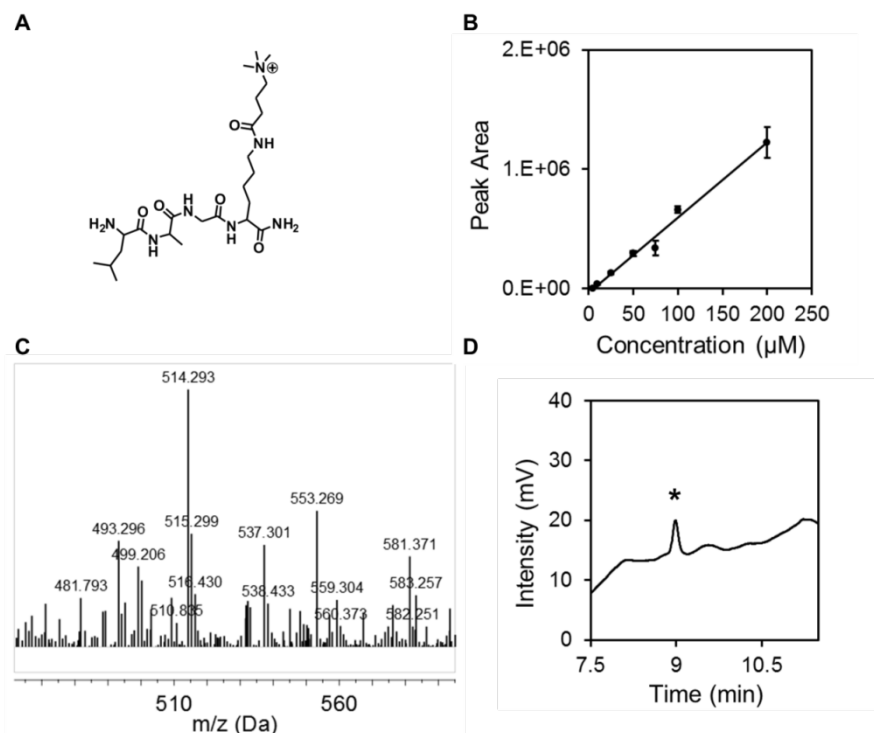 A
N
⊕
O
NH
H
N
O
O
H₂N
O
N
H
O
N
H
NH₂
O
B
2.E+06
1.E+06
0.E+00
Peak Area
0 50 100 150 200 250
Concentration (µM)
C
514.293
553.269
493.296
515.299
537.301
581.371
499.206
481.793
516.430
559.304
583.257
510.835
538.433
560.373
582.251
510 560
m/z (Da)
D
40
30
20
10
0
Intensity (mV)
*
7.5 9 10.5
Time (min)